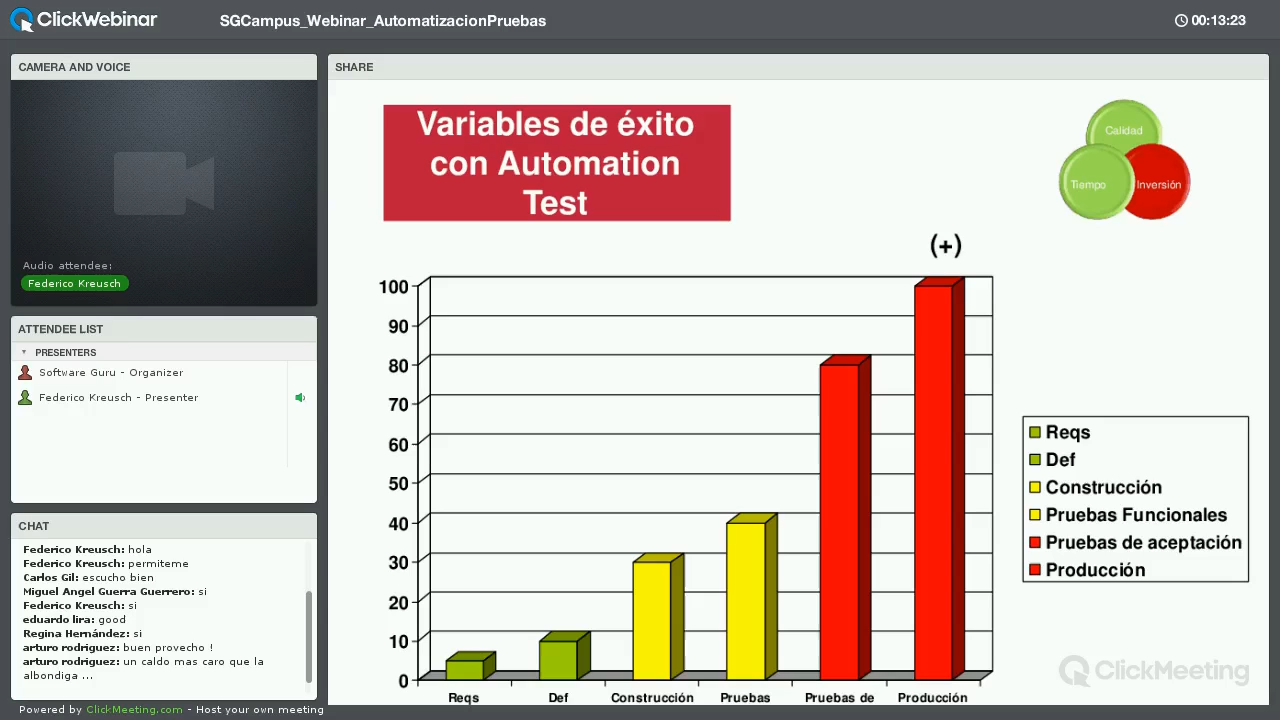 ClickWebinar
SGCampus_Webinar_AutomatizacionPruebas
00:13:23
CAMERA AND VOICE
Audio attendee:
Federico Kreusch
ATTENDEE LIST
PRESENTERS
Software Guru - Organizer
Federico Kreusch - Presenter
CHAT
Federico Kreusch: hola
Federico Kreusch: permiteme
Carlos Gil: escucho bien
Miguel Angel Guerra Guerrero: si
Federico Kreusch: si
eduardo lira: good
Regina Hernández: si
arturo rodriguez: buen provecho !
arturo rodriguez: un caldo mas caro que la
albondiga ...
Powered by ClickMeeting.com - Host your own meeting
SHARE
Variables de éxito
con Automation
Test
Calidad
Tiempo
Inversión
(+)
100
90
80
70
60
50
40
30
20
10
0
Reqs
Def
Construcción
Pruebas
Pruebas de
Producción
Reqs
Def
Construcción
Pruebas Funcionales
Pruebas de aceptación
Producción
ClickMeeting